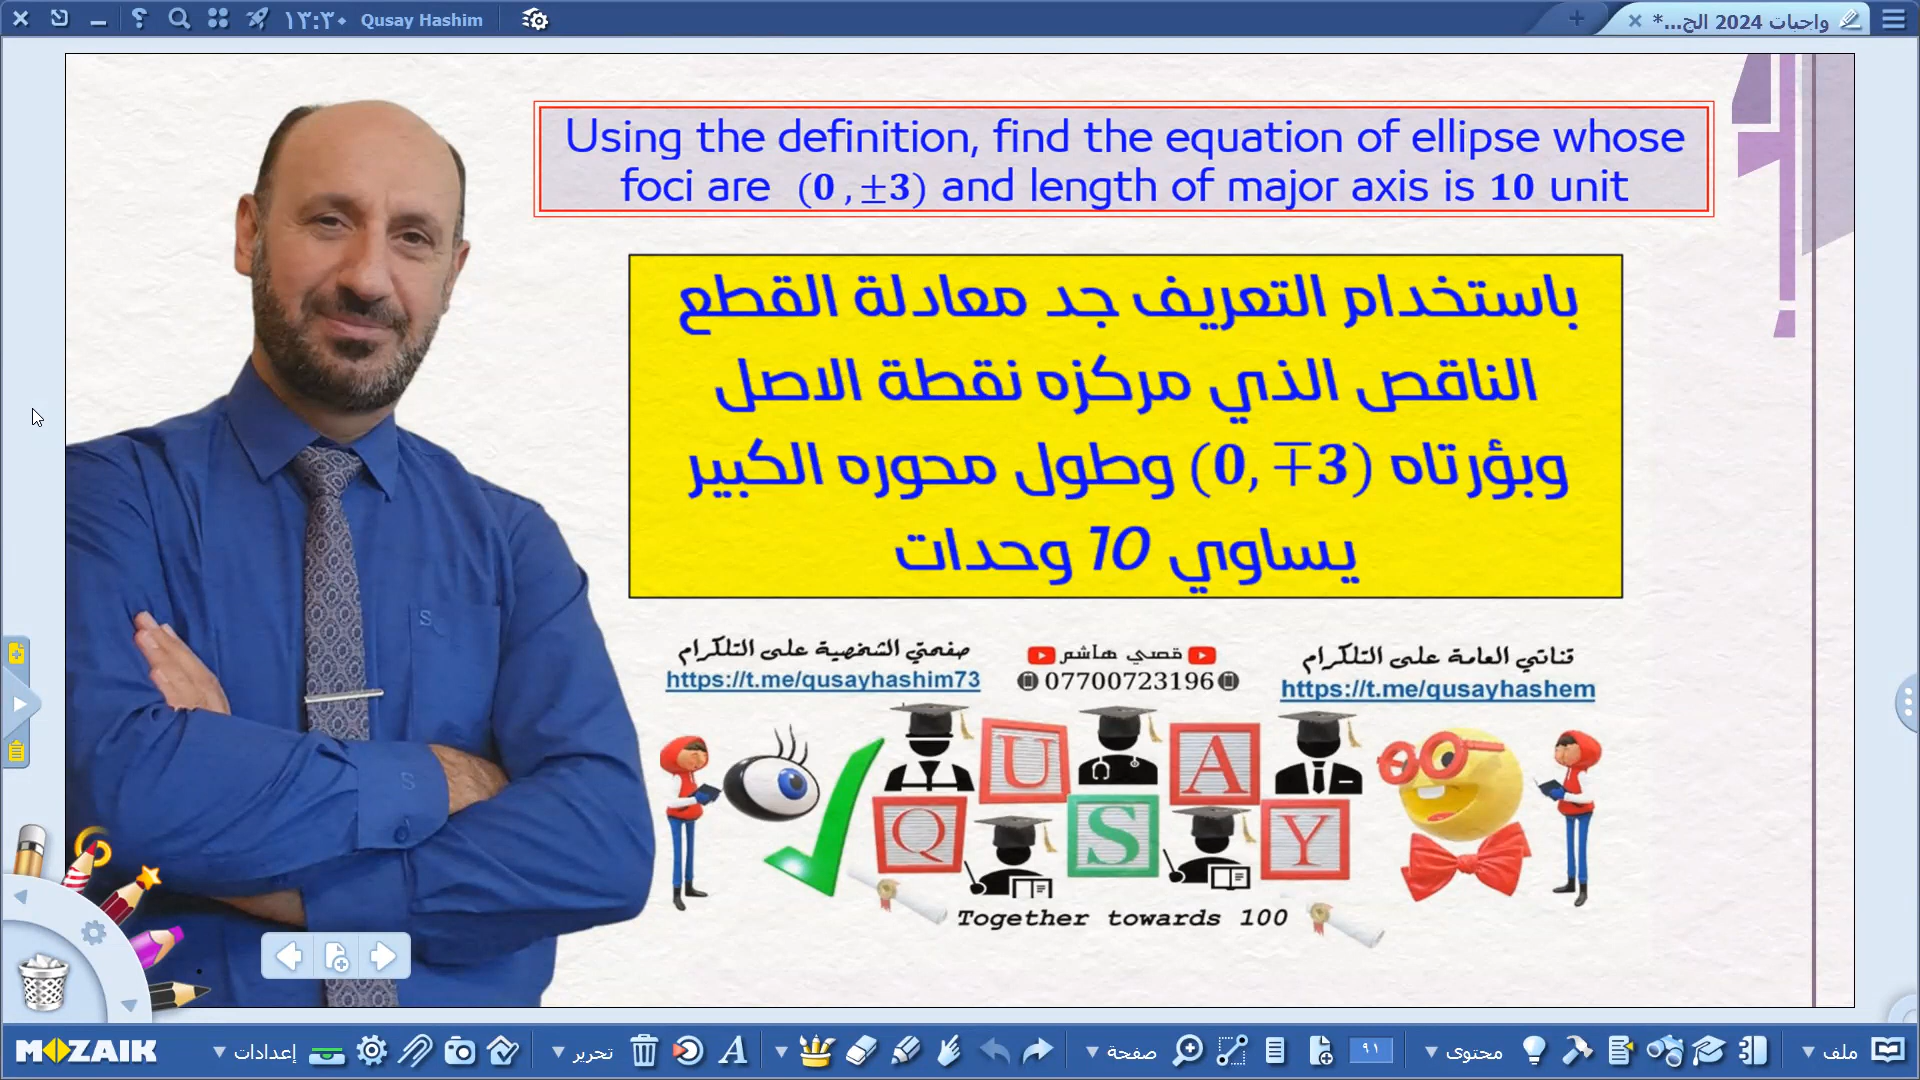 ١٣:٣٠ Qusay Hashim
واجبات 2024 الج...*
Using the definition, find the equation of ellipse whose
foci are (0 , ±3) and length of major axis is 10 unit
باستخدام التعريف جد معادلة القطع
الناقص الذي مركزه نقطة الاصل
وبؤرتاه (0, ∓3) وطول محوره الكبير
يساوي 10 وحدات
قناتي العامة على التلكرام
https://t.me/qusayhashem
قصي هاشم
07700723196
صفحتي الشخصية على التلكرام
https://t.me/qusayhashim73
U A
Q S Y
Together towards 100
S
S
MOZAIK
ملف
محتوى
٩١
صفحة
A
تحرير
إعدادات